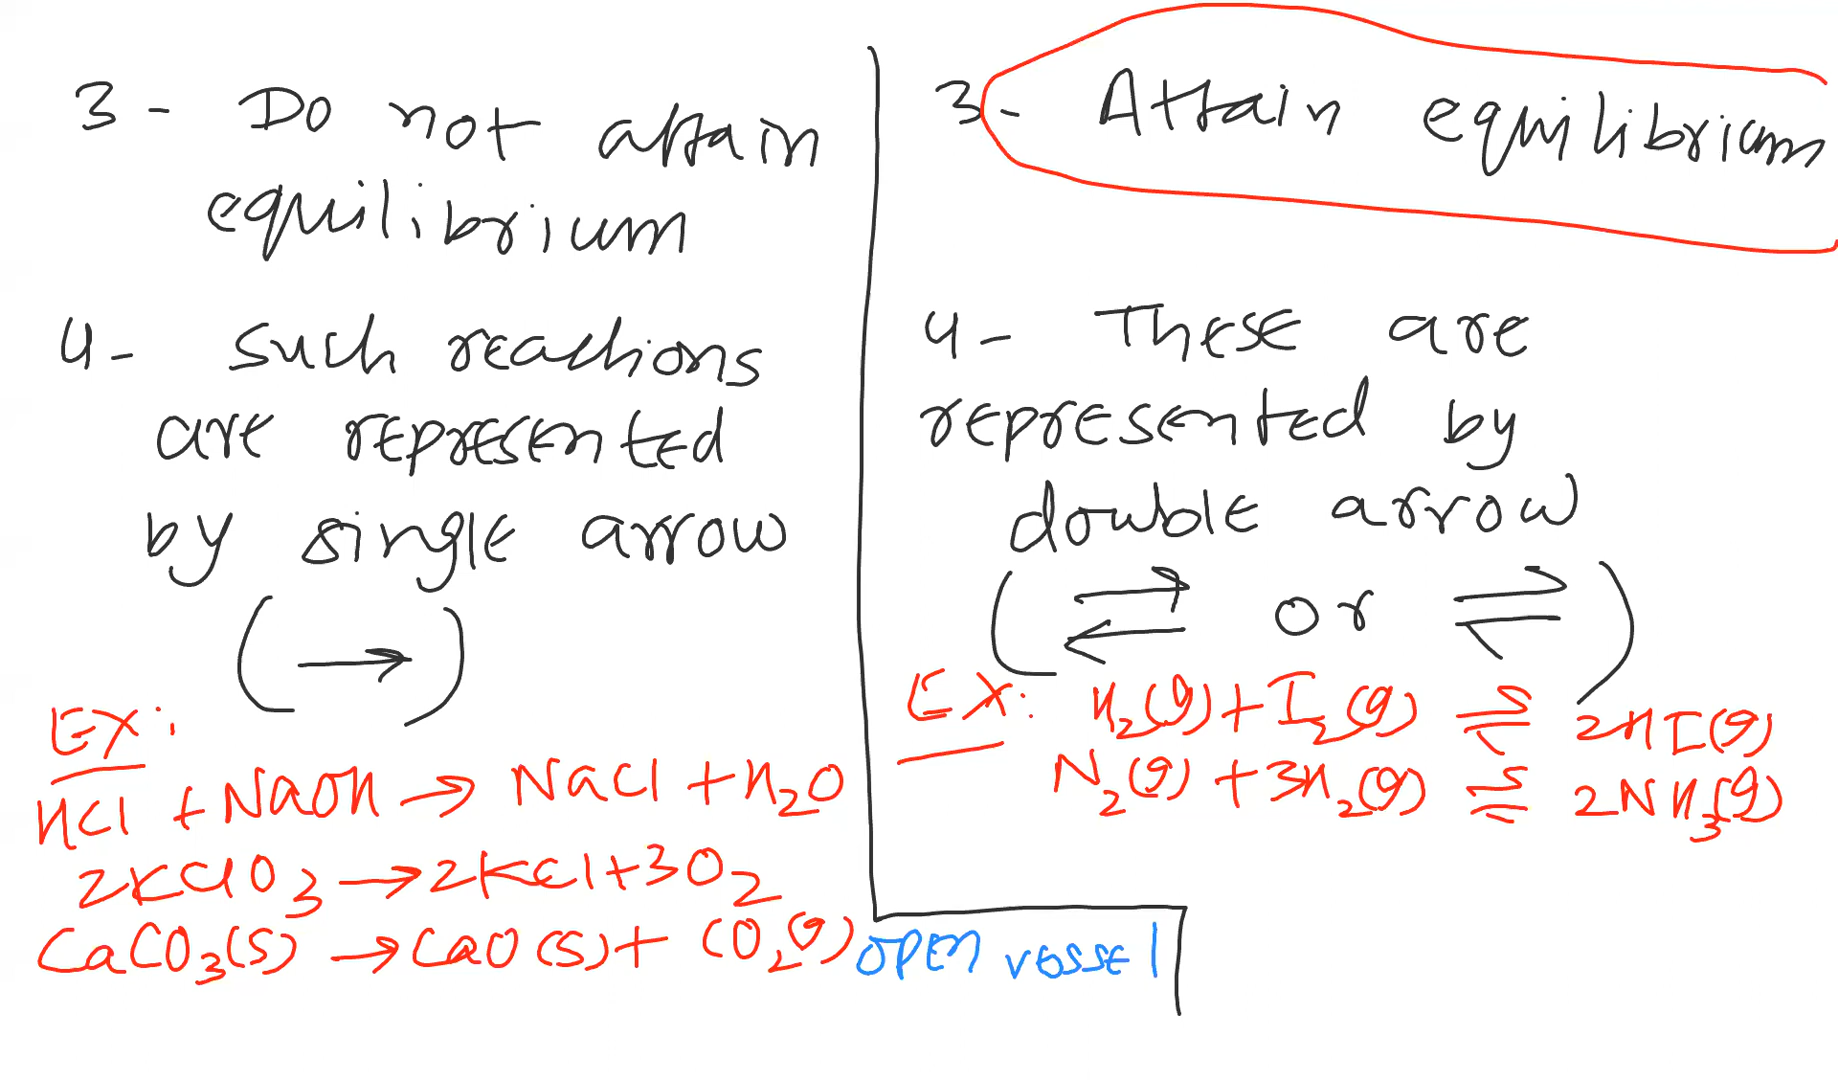 3 - Do not attain
equilibrium
4 - such reactions
are represented
by single arrow
(→)
EX:
HCl + NaOH → NaCl + H₂O
2KClO₃ → 2KCl + 3O₂
CaCO₃(s) → CaO(s) + CO₂(g) open vessel
3 - Attain equilibrium
4 - These are
represented by
double arrow
(⇄ or ⇌)
EX: H₂(g) + I₂(g) ⇌ 2HI(g)
N₂(g) + 3H₂(g) ⇌ 2NH₃(g)